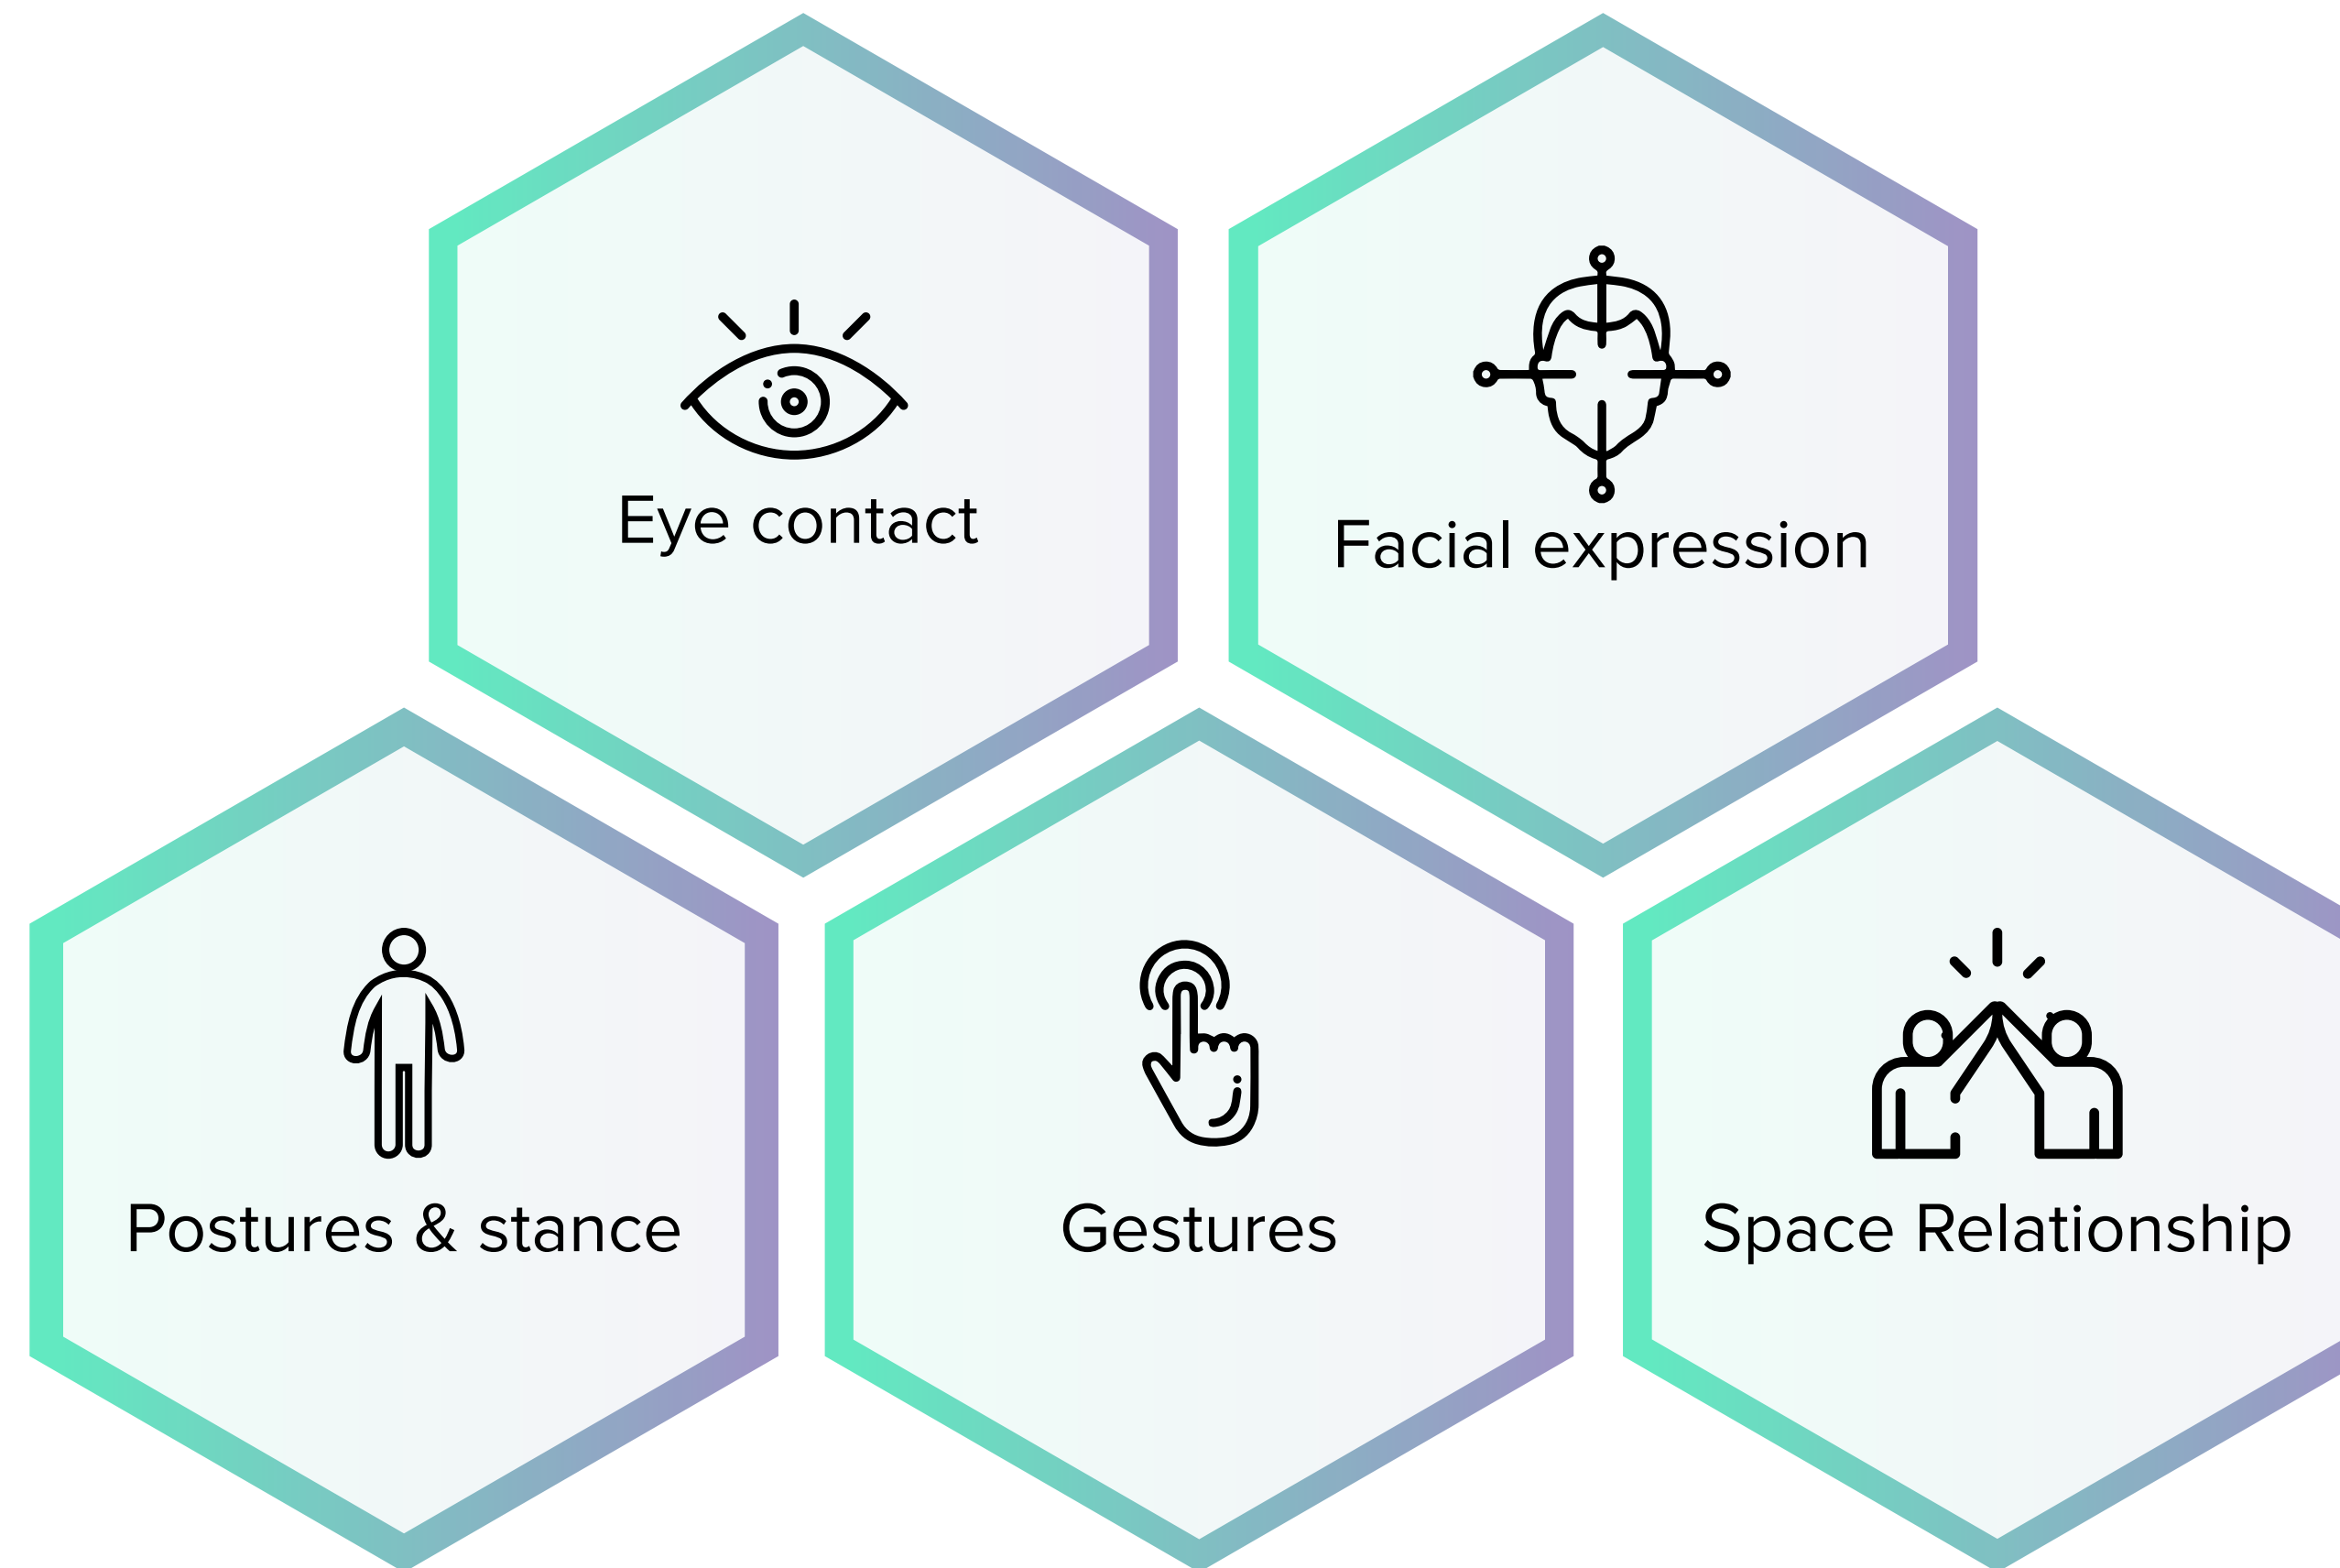 Eye contact
Facial expression
Postures & stance
Gestures
Space Relationship